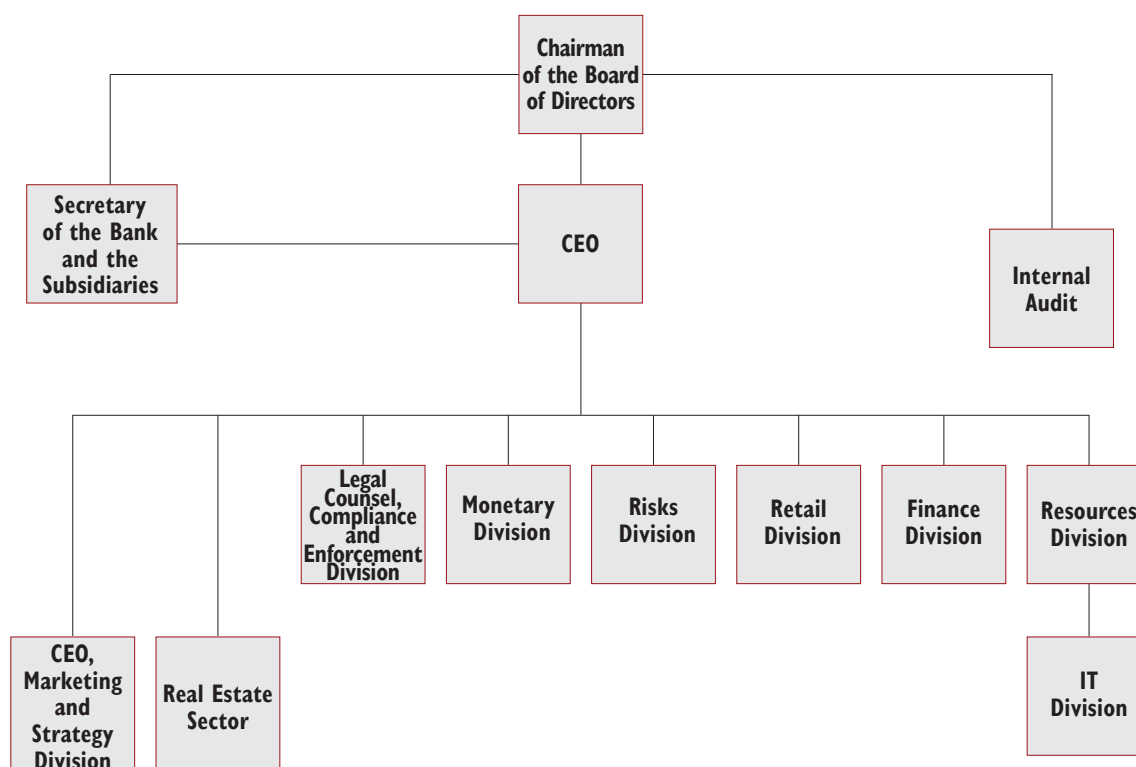 Chairman
of the Board
of Directors
Secretary
of the Bank
and the
Subsidiaries
CEO
Internal
Audit
Legal
Counsel,
Compliance
and
Enforcement
Division
Monetary
Division
Risks
Division
Retail
Division
Finance
Division
Resources
Division
CEO,
Marketing
and
Strategy
Division
Real Estate
Sector
IT
Division